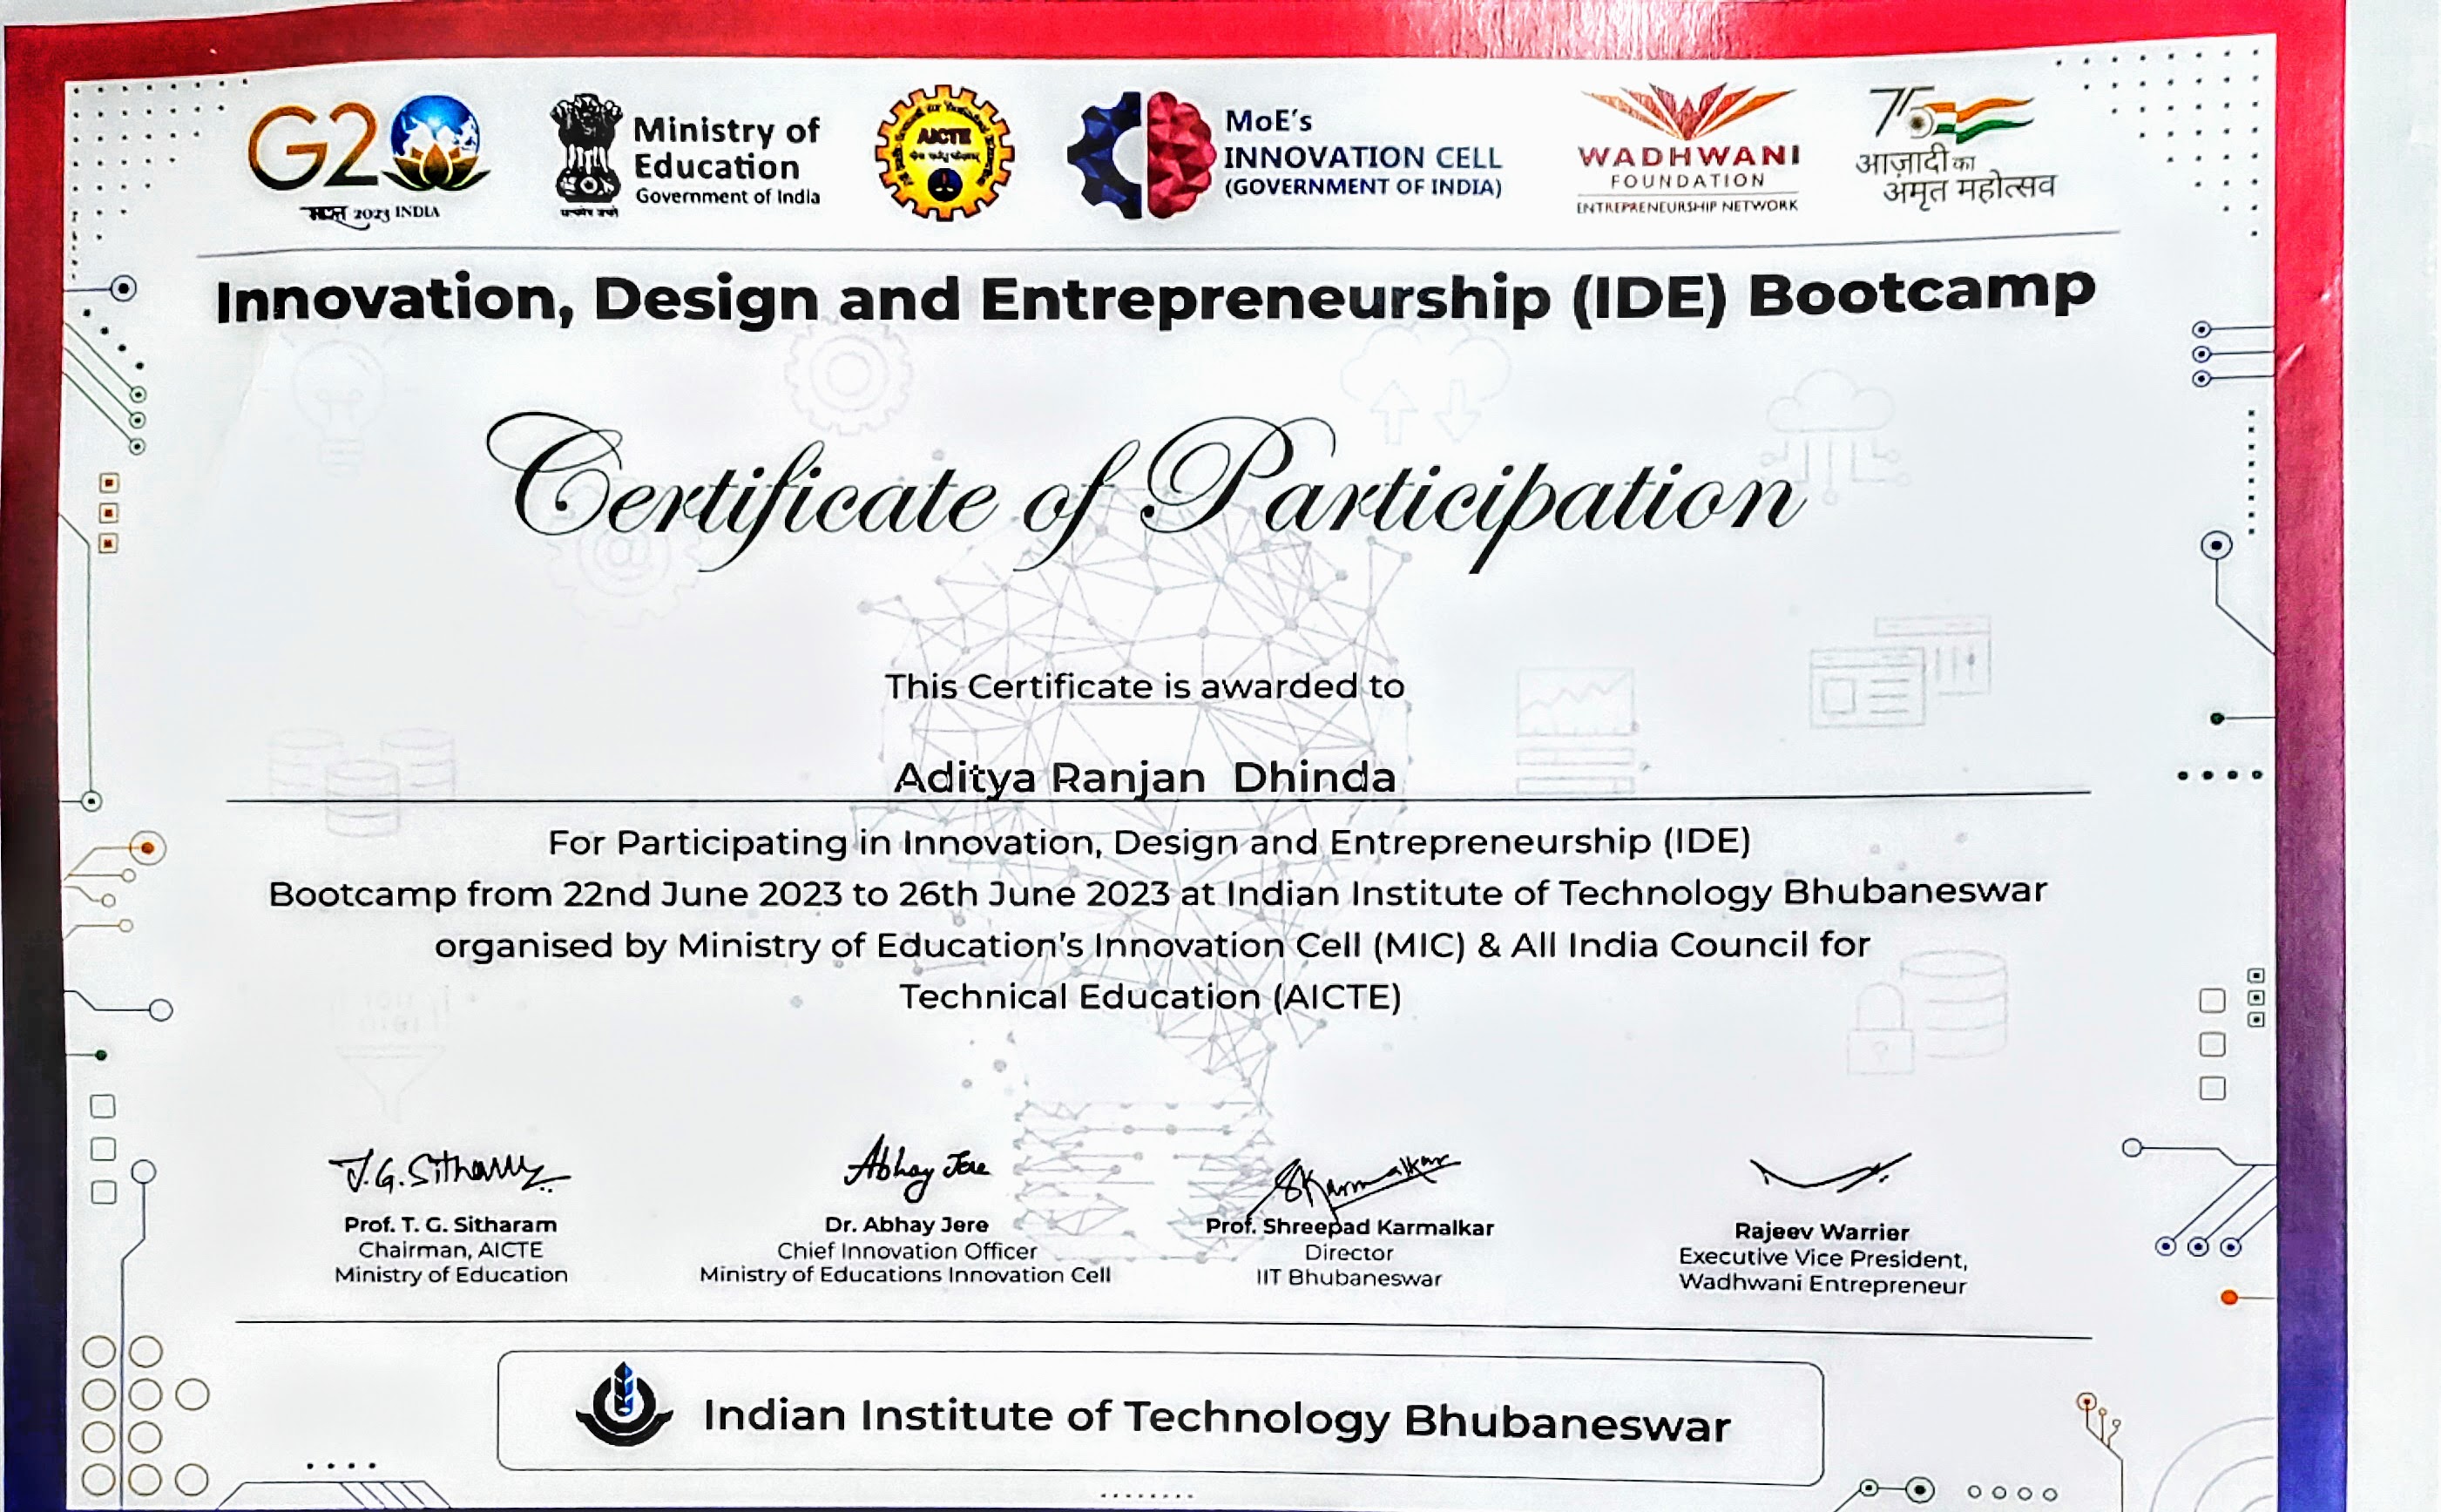 G20
भारत 2023 INDIA
सत्यमेव जयते
Ministry of
Education
Government of India
AICTE
MoE's
INNOVATION CELL
(GOVERNMENT OF INDIA)
WADHWANI
FOUNDATION
ENTREPRENEURSHIP NETWORK
75
आज़ादी का
अमृत महोत्सव
Innovation, Design and Entrepreneurship (IDE) Bootcamp
Certificate of Participation
This Certificate is awarded to
Aditya Ranjan Dhinda
For Participating in Innovation, Design and Entrepreneurship (IDE)
Bootcamp from 22nd June 2023 to 26th June 2023 at Indian Institute of Technology Bhubaneswar
organised by Ministry of Education's Innovation Cell (MIC) & All India Council for
Technical Education (AICTE)
T.G. Sitharam
Abhay Jere
SKarmalkar
Prof. T. G. Sitharam
Chairman, AICTE
Ministry of Education
Dr. Abhay Jere
Chief Innovation Officer
Ministry of Educations Innovation Cell
Prof. Shreepad Karmalkar
Director
IIT Bhubaneswar
Rajeev Warrier
Executive Vice President,
Wadhwani Entrepreneur
Indian Institute of Technology Bhubaneswar